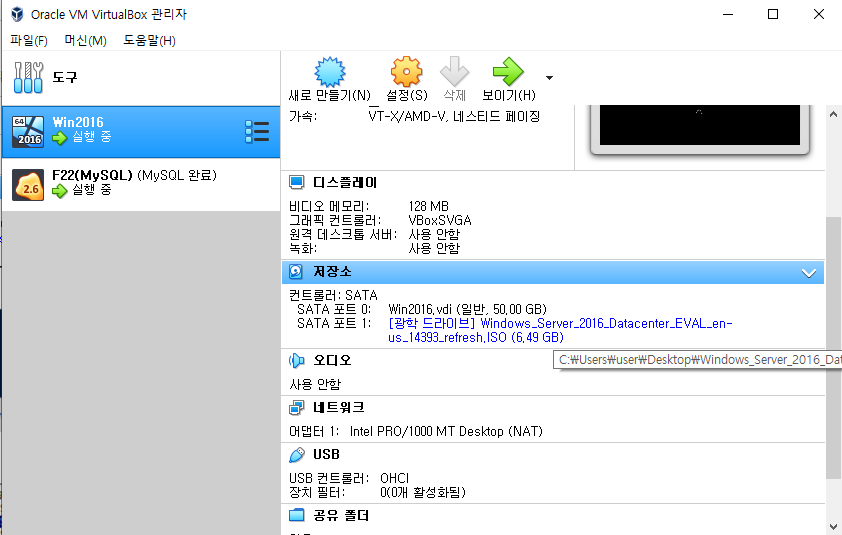 Oracle VM VirtualBox 관리자
파일(F) 머신(M) 도움말(H)
도구
새로 만들기(N) 설정(S) 삭제 보이기(H)
64
2016
Win2016
실행 중
2.6
F22(MySQL) (MySQL 완료)
실행 중
가속: VT-X/AMD-V, 네스티드 페이징
디스플레이
비디오 메모리: 128 MB
그래픽 컨트롤러: VBoxSVGA
원격 데스크톱 서버: 사용 안함
녹화: 사용 안함
저장소
컨트롤러: SATA
SATA 포트 0: Win2016.vdi (일반, 50.00 GB)
SATA 포트 1: [광학 드라이브] Windows_Server_2016_Datacenter_EVAL_en-
us_14393_refresh.ISO (6.49 GB)
C:₩Users₩user₩Desktop₩Windows_Server_2016_Dat
오디오
사용 안함
네트워크
어댑터 1: Intel PRO/1000 MT Desktop (NAT)
USB
USB 컨트롤러: OHCI
장치 필터: 0(0개 활성화됨)
공유 폴더